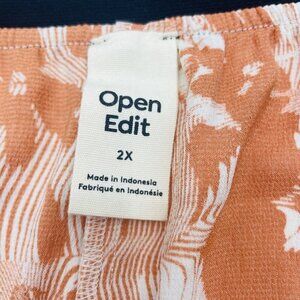 Open
Edit
2X
Made in Indonesia
Fabriqué en Indonésie